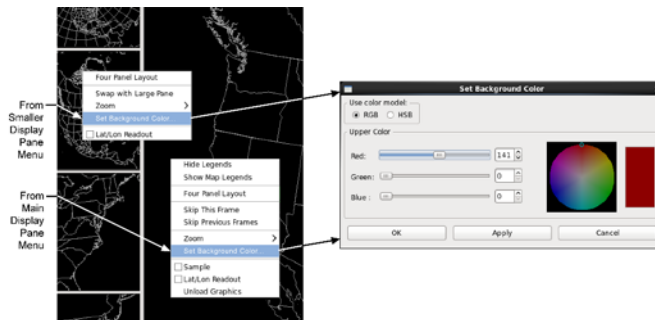 From
Smaller
Display
Pane
Menu
Four Panel Layout
Swap with Large Pane
Zoom
Set Background Color...
Lat/Lon Readout
From
Main
Display
Pane
Menu
Hide Legends
Show Map Legends
Four Panel Layout
Skip This Frame
Skip Previous Frames
Zoom
Set Background Color...
Sample
Lat/Lon Readout
Unload Graphics
Set Background Color
Use color model:
RGB HSB
Upper Color
Red: 141
Green: 0
Blue : 0
OK Apply Cancel